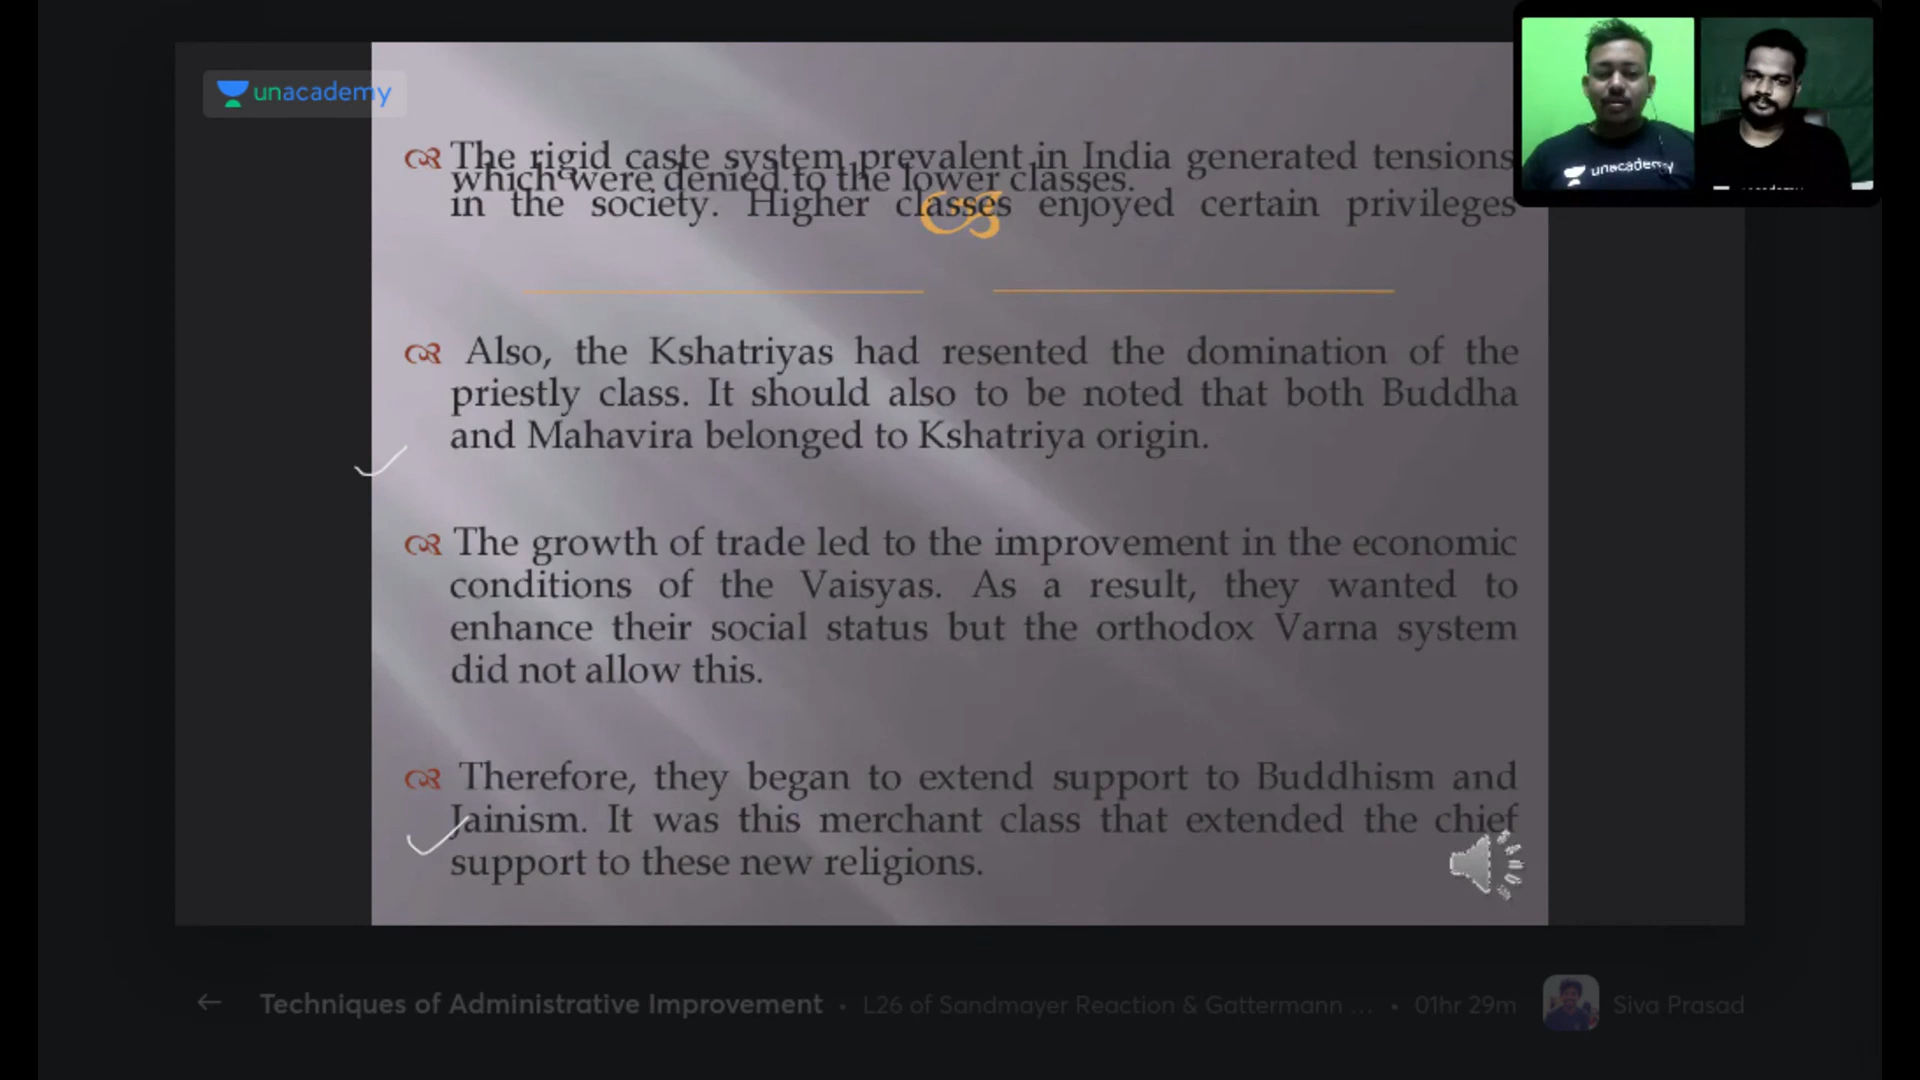 unacademy
The rigid caste system prevalent in India generated tensions
in the society. Higher classes enjoyed certain privileges
which were denied to the lower classes.
Also, the Kshatriyas had resented the domination of the
priestly class. It should also to be noted that both Buddha
and Mahavira belonged to Kshatriya origin.
The growth of trade led to the improvement in the economic
conditions of the Vaisyas. As a result, they wanted to
enhance their social status but the orthodox Varna system
did not allow this.
Therefore, they began to extend support to Buddhism and
Jainism. It was this merchant class that extended the chief
support to these new religions.
unacademy
Techniques of Administrative Improvement • L26 of Sandmayer Reaction & Gattermann ... • 01hr 29m Siva Prasad